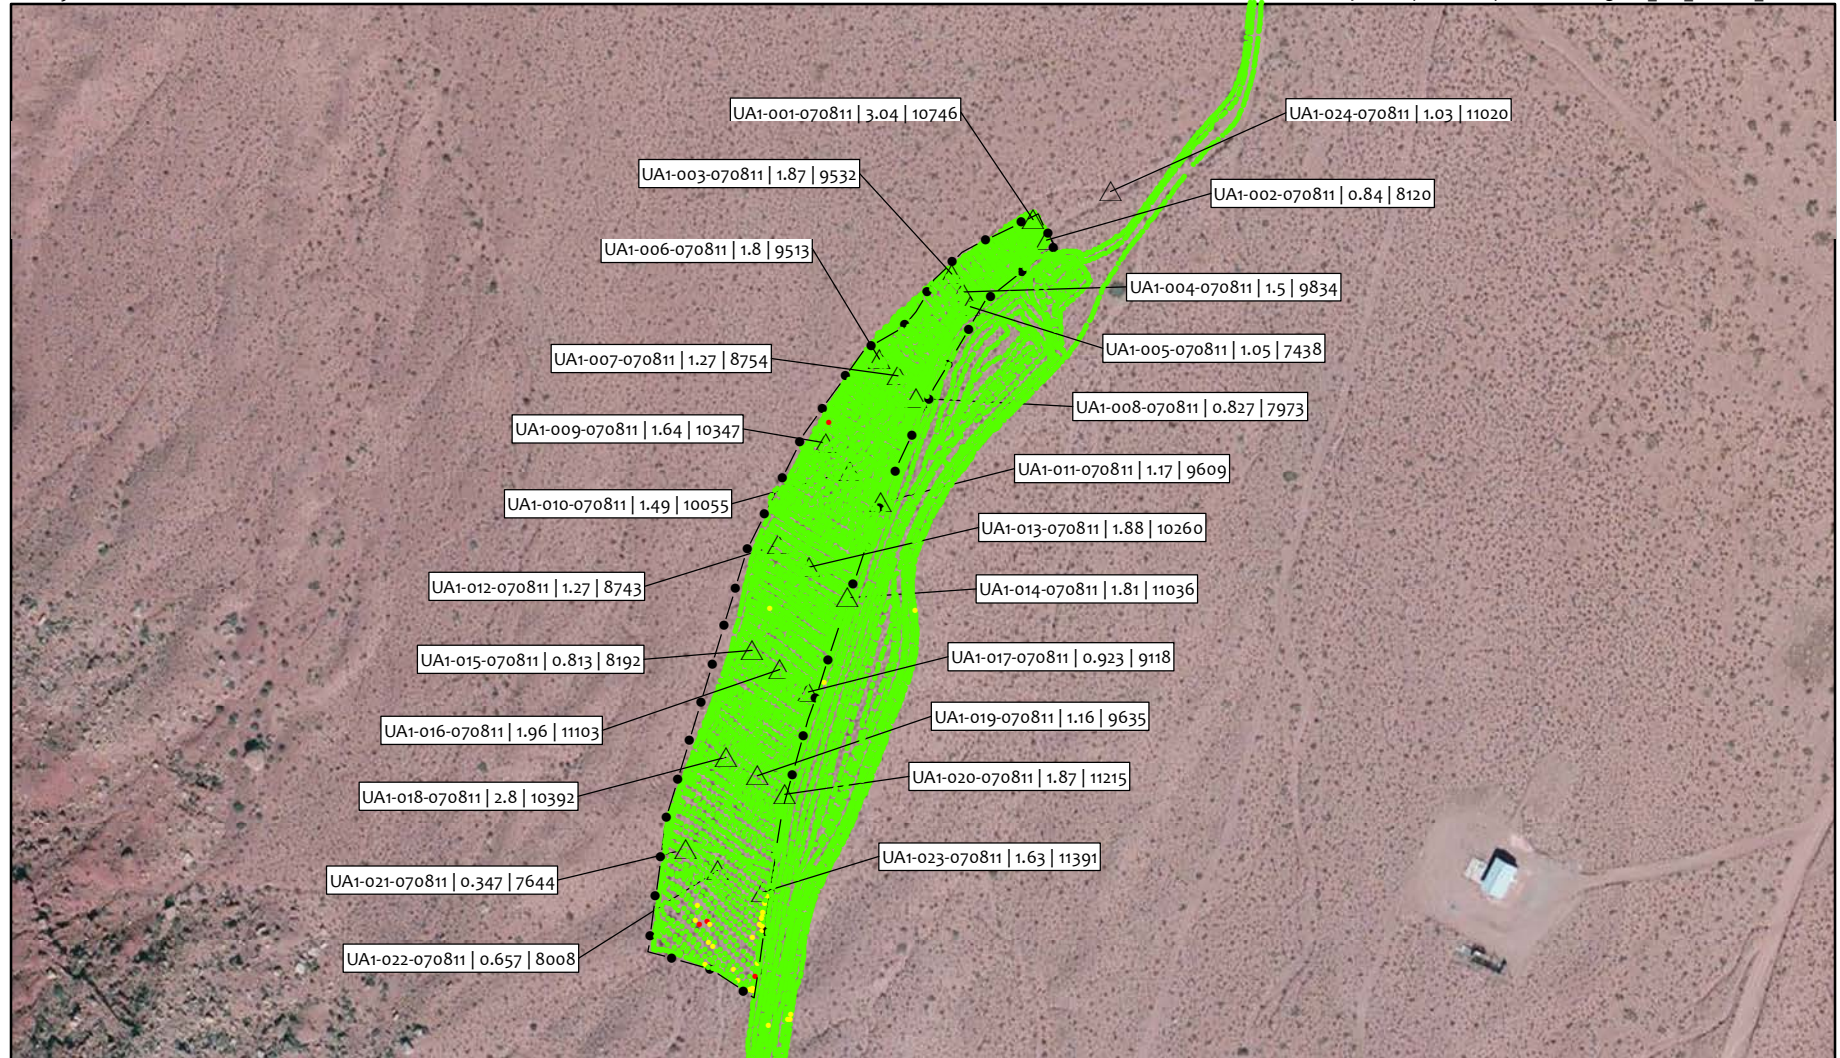 UA1-001-070811 | 3.04 | 10746
UA1-024-070811 | 1.03 | 11020
UA1-003-070811 | 1.87 | 9532
UA1-002-070811 | 0.84 | 8120
UA1-006-070811 | 1.8 | 9513
UA1-004-070811 | 1.5 | 9834
UA1-005-070811 | 1.05 | 7438
UA1-007-070811 | 1.27 | 8754
UA1-008-070811 | 0.827 | 7973
UA1-009-070811 | 1.64 | 10347
UA1-011-070811 | 1.17 | 9609
UA1-010-070811 | 1.49 | 10055
UA1-013-070811 | 1.88 | 10260
UA1-012-070811 | 1.27 | 8743
UA1-014-070811 | 1.81 | 11036
UA1-015-070811 | 0.813 | 8192
UA1-017-070811 | 0.923 | 9118
UA1-016-070811 | 1.96 | 11103
UA1-019-070811 | 1.16 | 9635
UA1-018-070811 | 2.8 | 10392
UA1-020-070811 | 1.87 | 11215
UA1-021-070811 | 0.347 | 7644
UA1-023-070811 | 1.63 | 11391
UA1-022-070811 | 0.657 | 8008